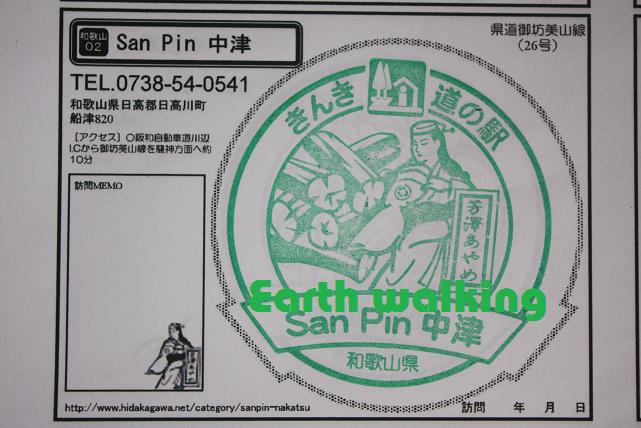 和歌山
02
San Pin 中津
県道御坊美山線
(26号)
TEL.0738-54-0541
和歌山県日高郡日高川町
船津820
[アクセス] ○阪和自動車道川辺
I.Cから御坊美山線を龍神方面へ約
10分
訪問MEMO
きんき 道の駅
芳澤あやめ
Earth walking
San Pin 中津
和歌山県
http://www.hidakagawa.net/category/sanpin-nakatsu
訪問 年 月 日